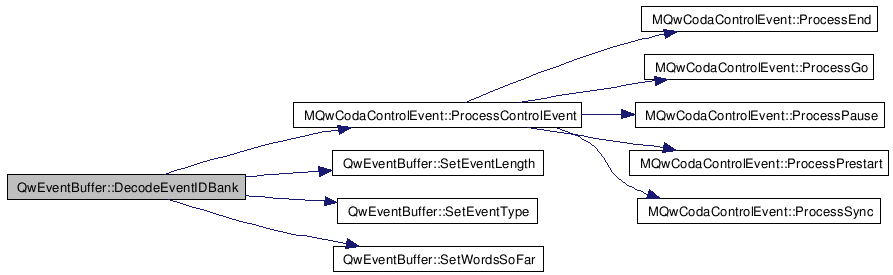 MQwCodaControlEvent::ProcessEnd
MQwCodaControlEvent::ProcessGo
MQwCodaControlEvent::ProcessControlEvent
MQwCodaControlEvent::ProcessPause
QwEventBuffer::SetEventLength
MQwCodaControlEvent::ProcessPrestart
QwEventBuffer::DecodeEventIDBank
QwEventBuffer::SetEventType
MQwCodaControlEvent::ProcessSync
QwEventBuffer::SetWordsSoFar